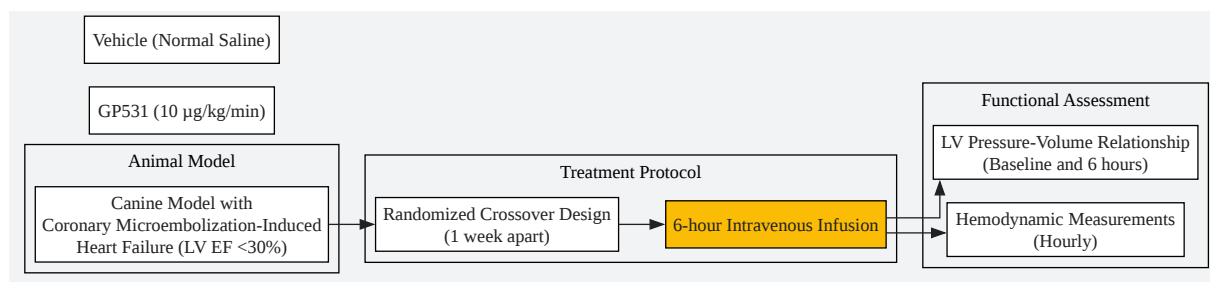 Vehicle (Normal Saline)
GP531 (10 µg/kg/min)
Animal Model
Canine Model with
Coronary Microembolization-Induced
Heart Failure (LV EF <30%)
Treatment Protocol
Randomized Crossover Design
(1 week apart)
6-hour Intravenous Infusion
Functional Assessment
LV Pressure-Volume Relationship
(Baseline and 6 hours)
Hemodynamic Measurements
(Hourly)